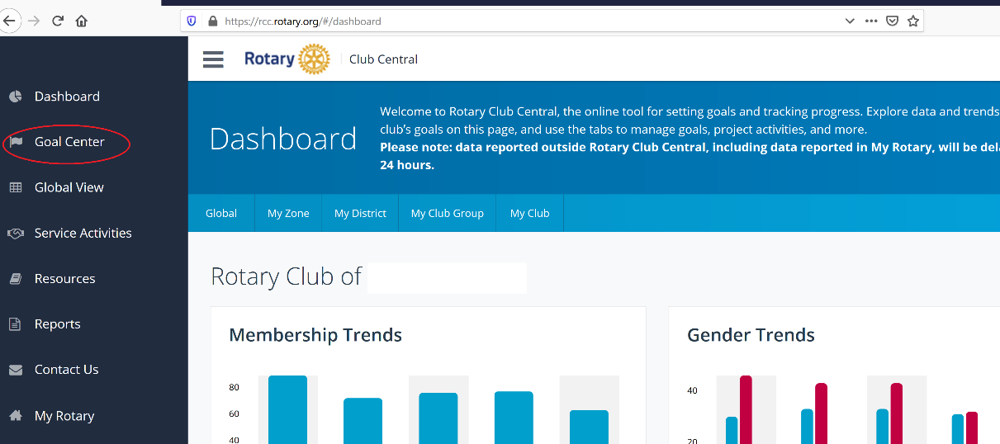 https://rcc.rotary.org/#/dashboard
Rotary
Club Central
Dashboard
Goal Center
Global View
Service Activities
Resources
Reports
Contact Us
My Rotary
Dashboard
Welcome to Rotary Club Central, the online tool for setting goals and tracking progress. Explore data and trends
club's goals on this page, and use the tabs to manage goals, project activities, and more.
Please note: data reported outside Rotary Club Central, including data reported in My Rotary, will be
24 hours.
Global My Zone My District My Club Group My Club
Rotary Club of
Membership Trends
80
60
40
Gender Trends
40
20